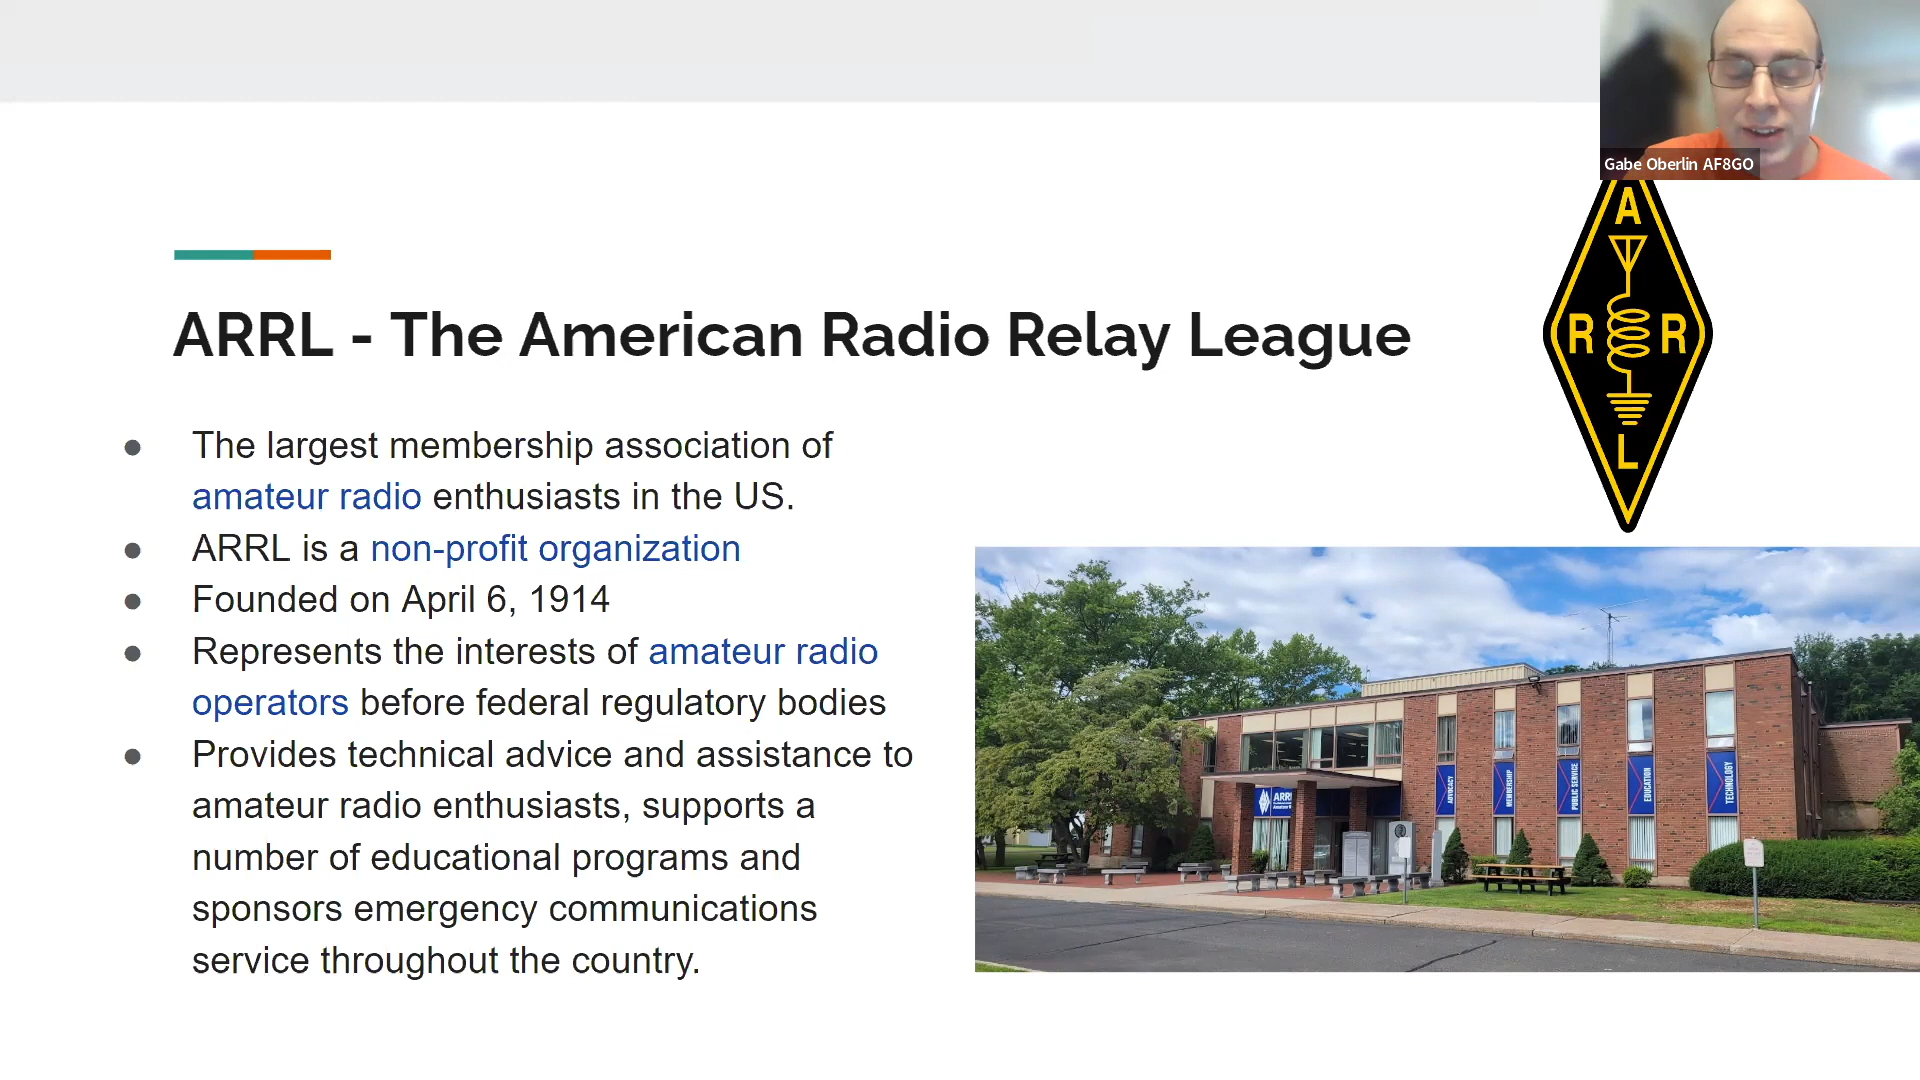 Gabe Oberlin AF8GO
A
R R
L
ARRL - The American Radio Relay League
● The largest membership association of
amateur radio enthusiasts in the US.
● ARRL is a non-profit organization
● Founded on April 6, 1914
● Represents the interests of amateur radio
operators before federal regulatory bodies
● Provides technical advice and assistance to
amateur radio enthusiasts, supports a
number of educational programs and
sponsors emergency communications
service throughout the country.
ARRL
ADVOCACY
MEMBERSHIP
PUBLIC SERVICE
EDUCATION
TECHNOLOGY